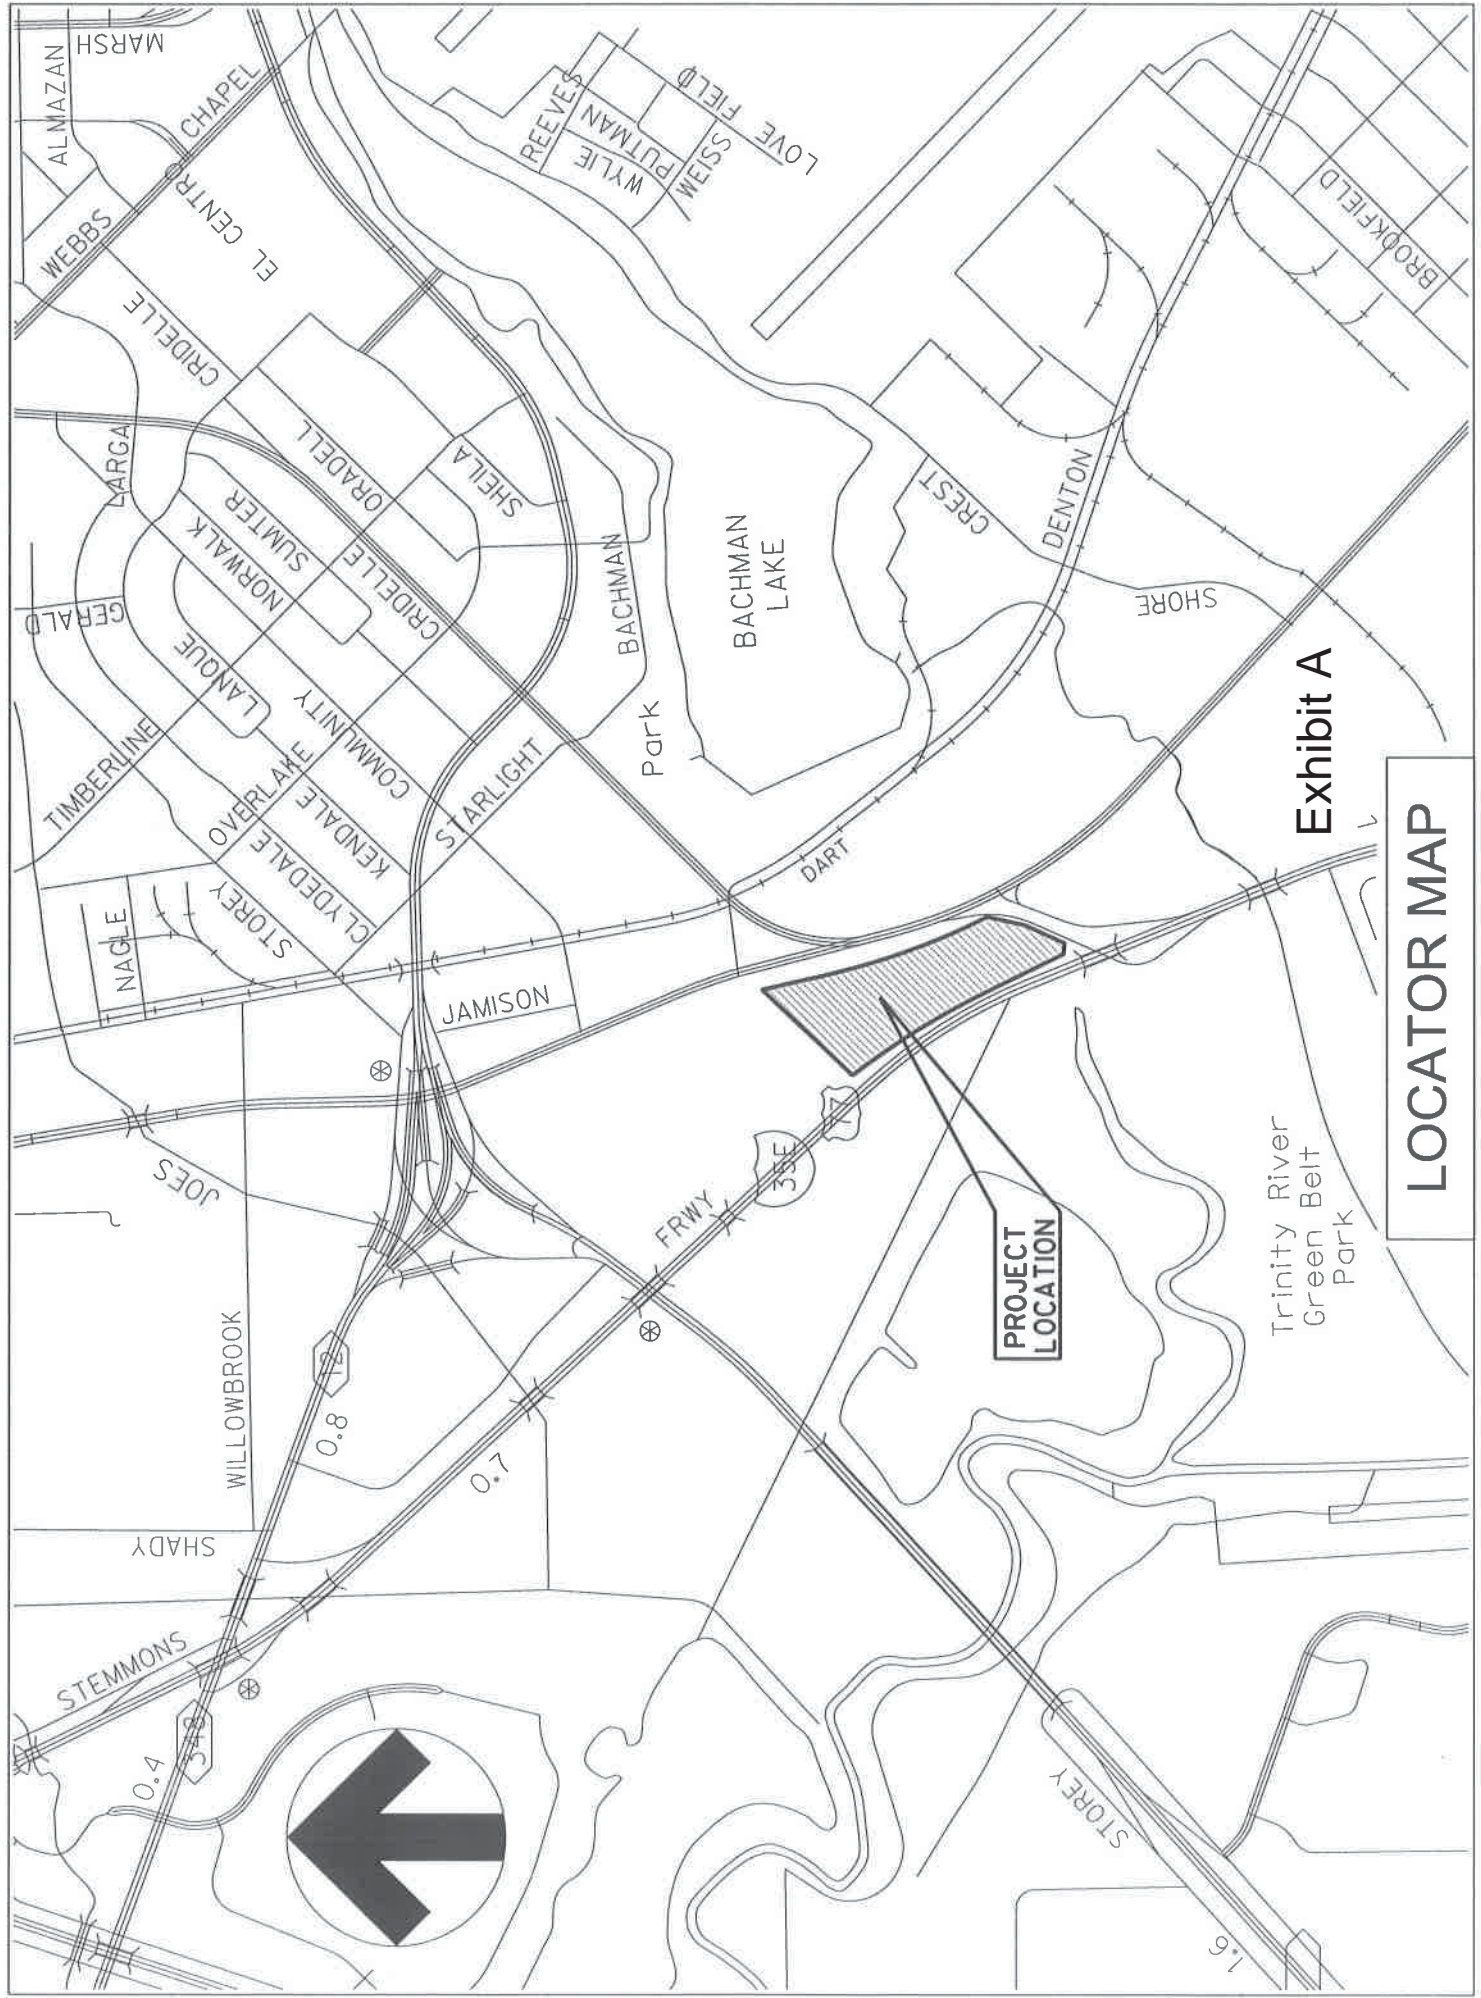 ALMAZAN
MARSH
CHAPEL
WEBBS
EL CENTR
CRIDELLE
REEVES
PUTMAN
WYLIE
WEISS
LOVE FIELD
BROOKFIELD
LARGA
ORADELL
SHEILA
SUMTER
NORWALK
CRIDELLE
GERALD
LANQUE
COMMUNITY
TIMBERLINE
OVERLAKE
KENDALE
CLYDEDALE
STOREY
STARLIGHT
BACHMAN
Park
BACHMAN
LAKE
CREST
DENTON
SHORE
DART
NAGLE
JAMISON
JOES
WILLOWBROOK
SHADY
12
0.8
0.7
FRWY
35E
77
STEMMONS
348
0.4
PROJECT
LOCATION
Trinity River
Green Belt
Park
STOREY
1.6
1
Exhibit A
LOCATOR MAP